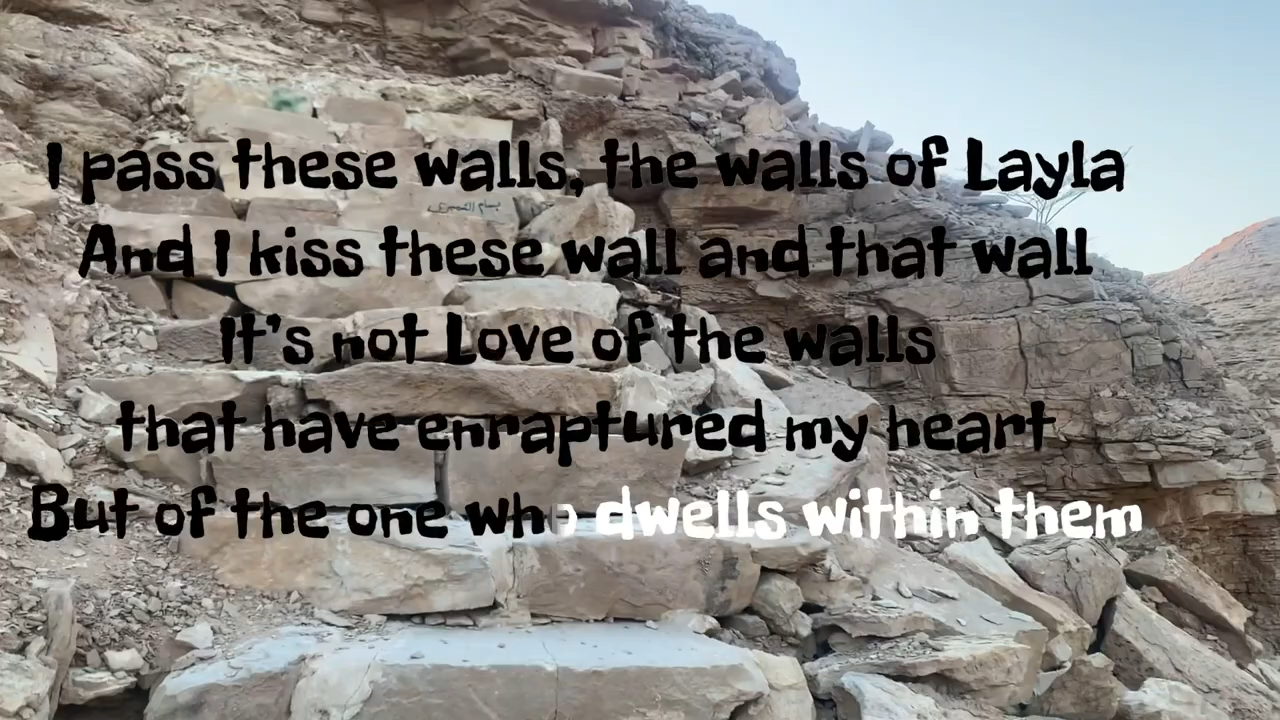 I pass these walls, the walls of Layla
And I kiss these wall and that wall
It's not Love of the walls
that have enraptured my heart
But of the one who dwells within them